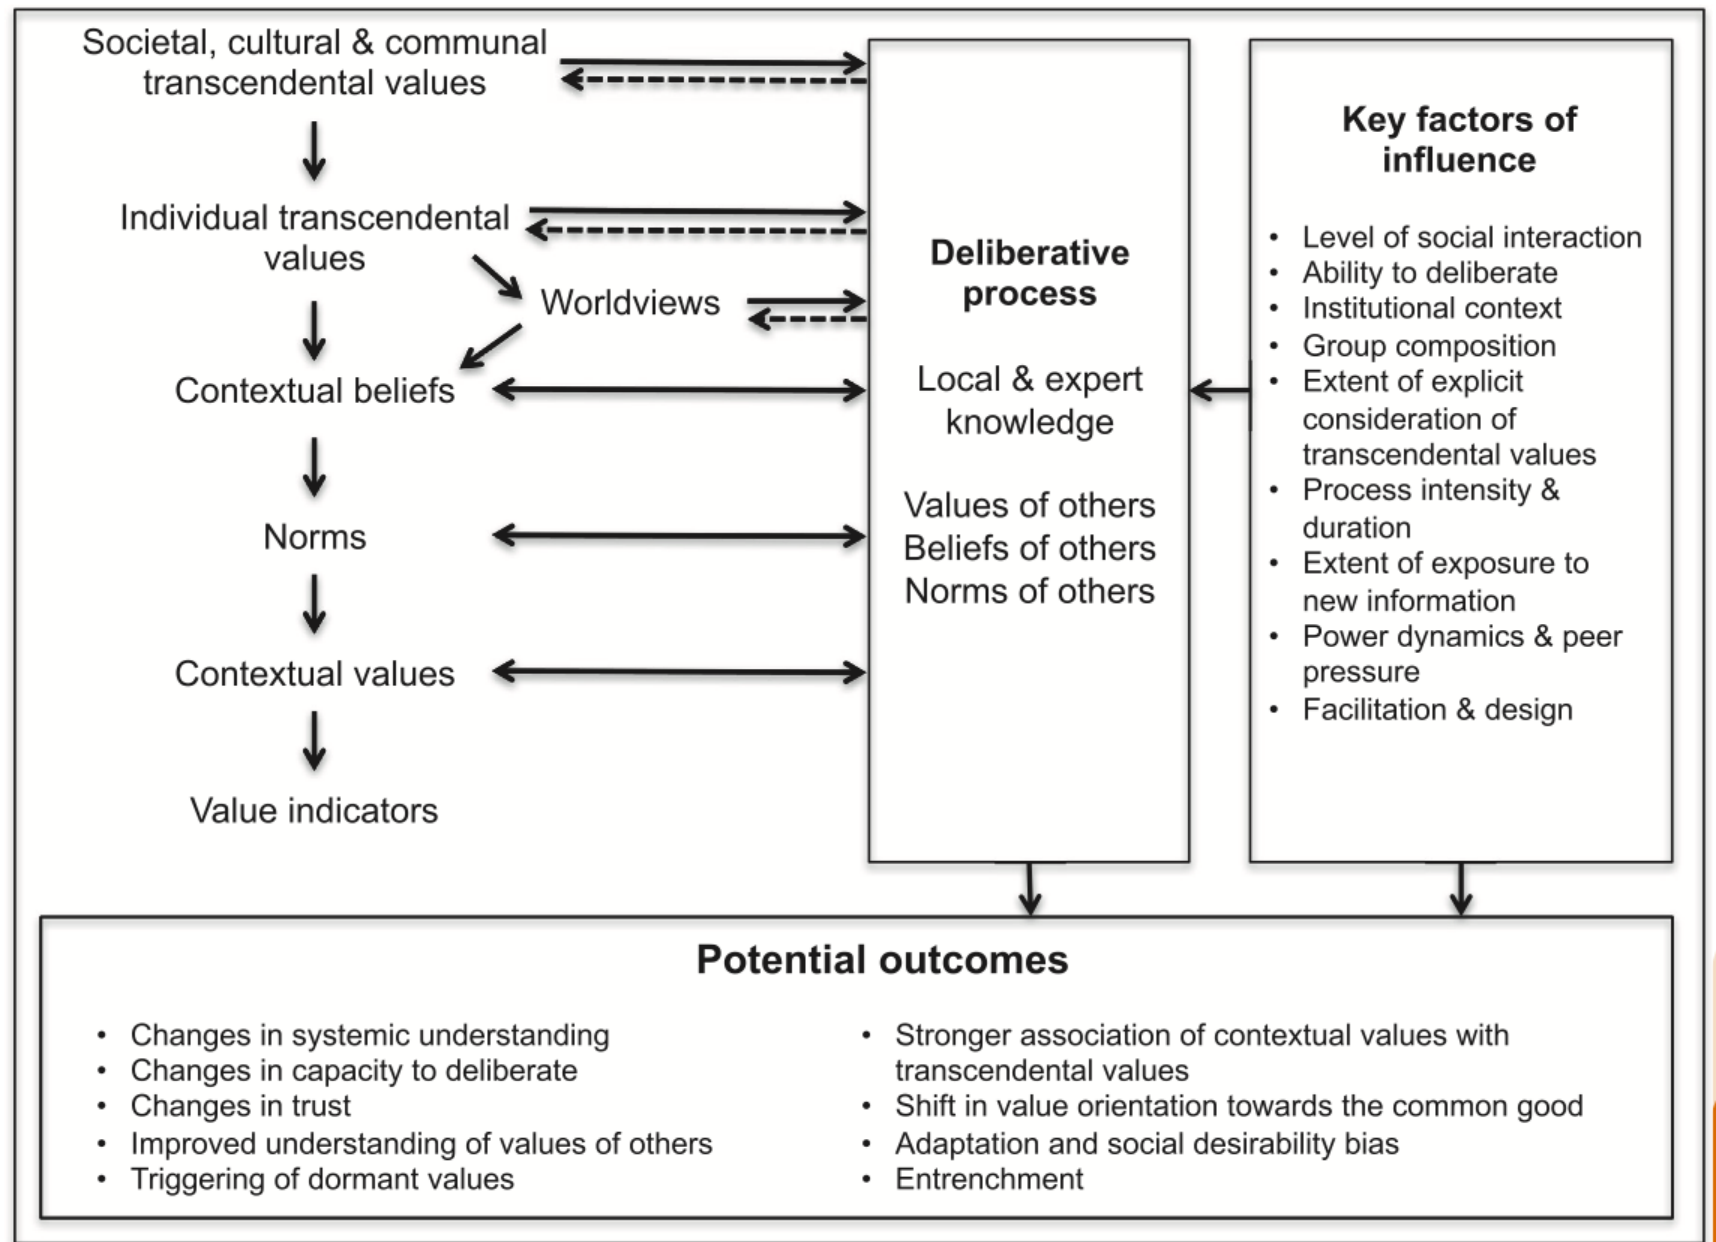 Societal, cultural & communal
transcendental values
Individual transcendental
values
Worldviews
Contextual beliefs
Norms
Contextual values
Value indicators
Deliberative
process
Local & expert
knowledge
Values of others
Beliefs of others
Norms of others
Key factors of
influence
• Level of social interaction
• Ability to deliberate
• Institutional context
• Group composition
• Extent of explicit
consideration of
transcendental values
• Process intensity &
duration
• Extent of exposure to
new information
• Power dynamics & peer
pressure
• Facilitation & design
Potential outcomes
• Changes in systemic understanding
• Changes in capacity to deliberate
• Changes in trust
• Improved understanding of values of others
• Triggering of dormant values
• Stronger association of contextual values with
transcendental values
• Shift in value orientation towards the common good
• Adaptation and social desirability bias
• Entrenchment